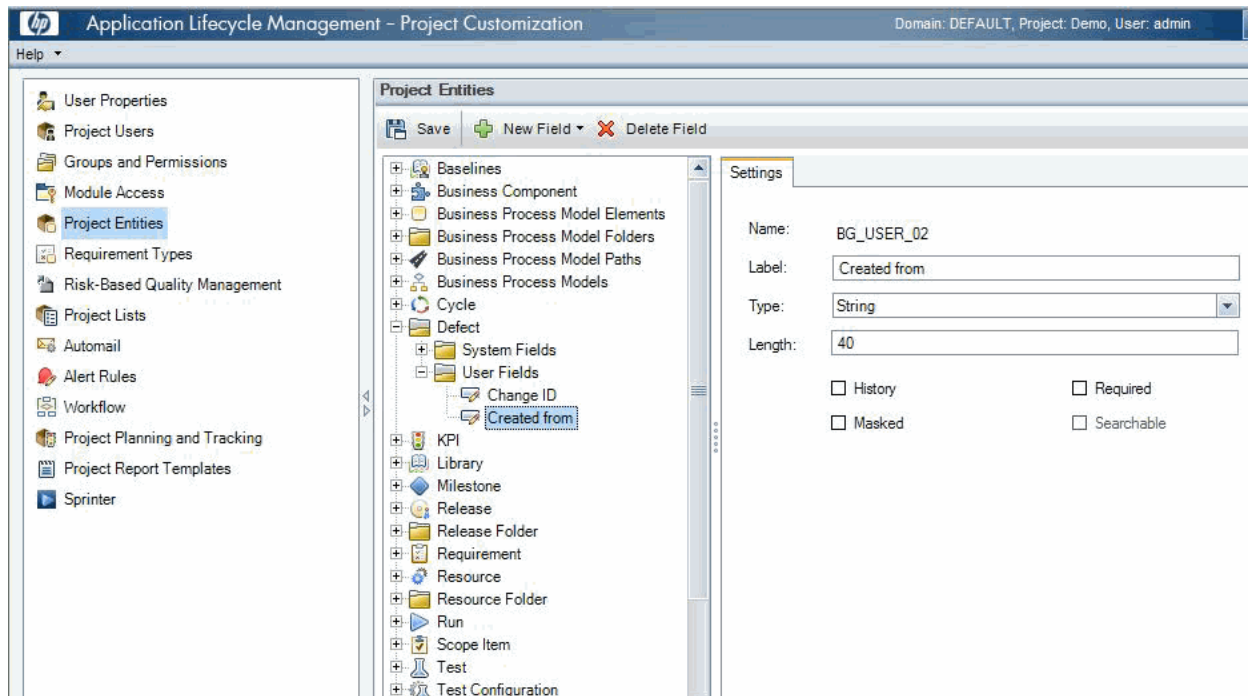 hp Application Lifecycle Management – Project Customization Domain: DEFAULT, Project: Demo, User: admin
Help
User Properties
Project Users
Groups and Permissions
Module Access
Project Entities
Requirement Types
Risk-Based Quality Management
Project Lists
Automail
Alert Rules
Workflow
Project Planning and Tracking
Project Report Templates
Sprinter
Project Entities
Save New Field Delete Field
Baselines
Business Component
Business Process Model Elements
Business Process Model Folders
Business Process Model Paths
Business Process Models
Cycle
Defect
System Fields
User Fields
Change ID
Created from
KPI
Library
Milestone
Release
Release Folder
Requirement
Resource
Resource Folder
Run
Scope Item
Test
Test Configuration
Settings
Name: BG_USER_02
Label: Created from
Type: String
Length: 40
History Required
Masked Searchable